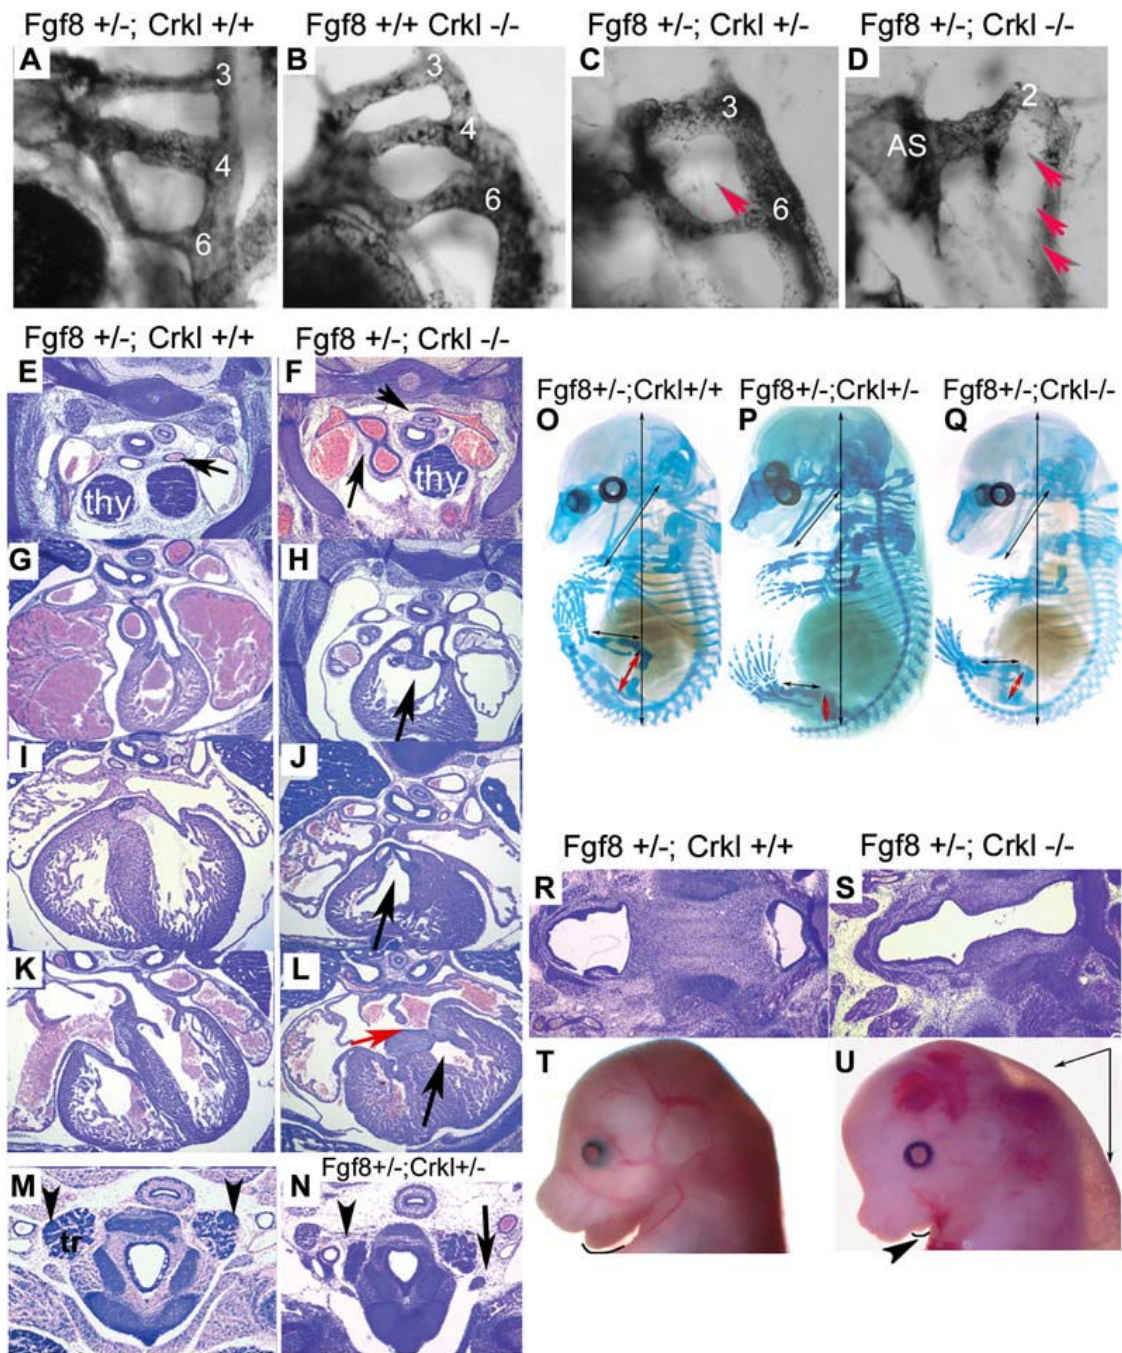 Fgf8 +/-; Crkl +/+ Fgf8 +/+ Crkl -/- Fgf8 +/-; Crkl +/- Fgf8 +/-; Crkl -/-
A B C D
3 3 3 2
4 4 AS
6 6 6
Fgf8 +/-; Crkl +/+ Fgf8 +/-; Crkl -/-
E F
thy thy
Fgf8+/-;Crkl+/+ Fgf8+/-;Crkl+/- Fgf8+/-;Crkl-/-
O P Q
G H
I J
Fgf8 +/-; Crkl +/+ Fgf8 +/-; Crkl -/-
R S
K L
T U
Fgf8+/-;Crkl+/-
M N
tr